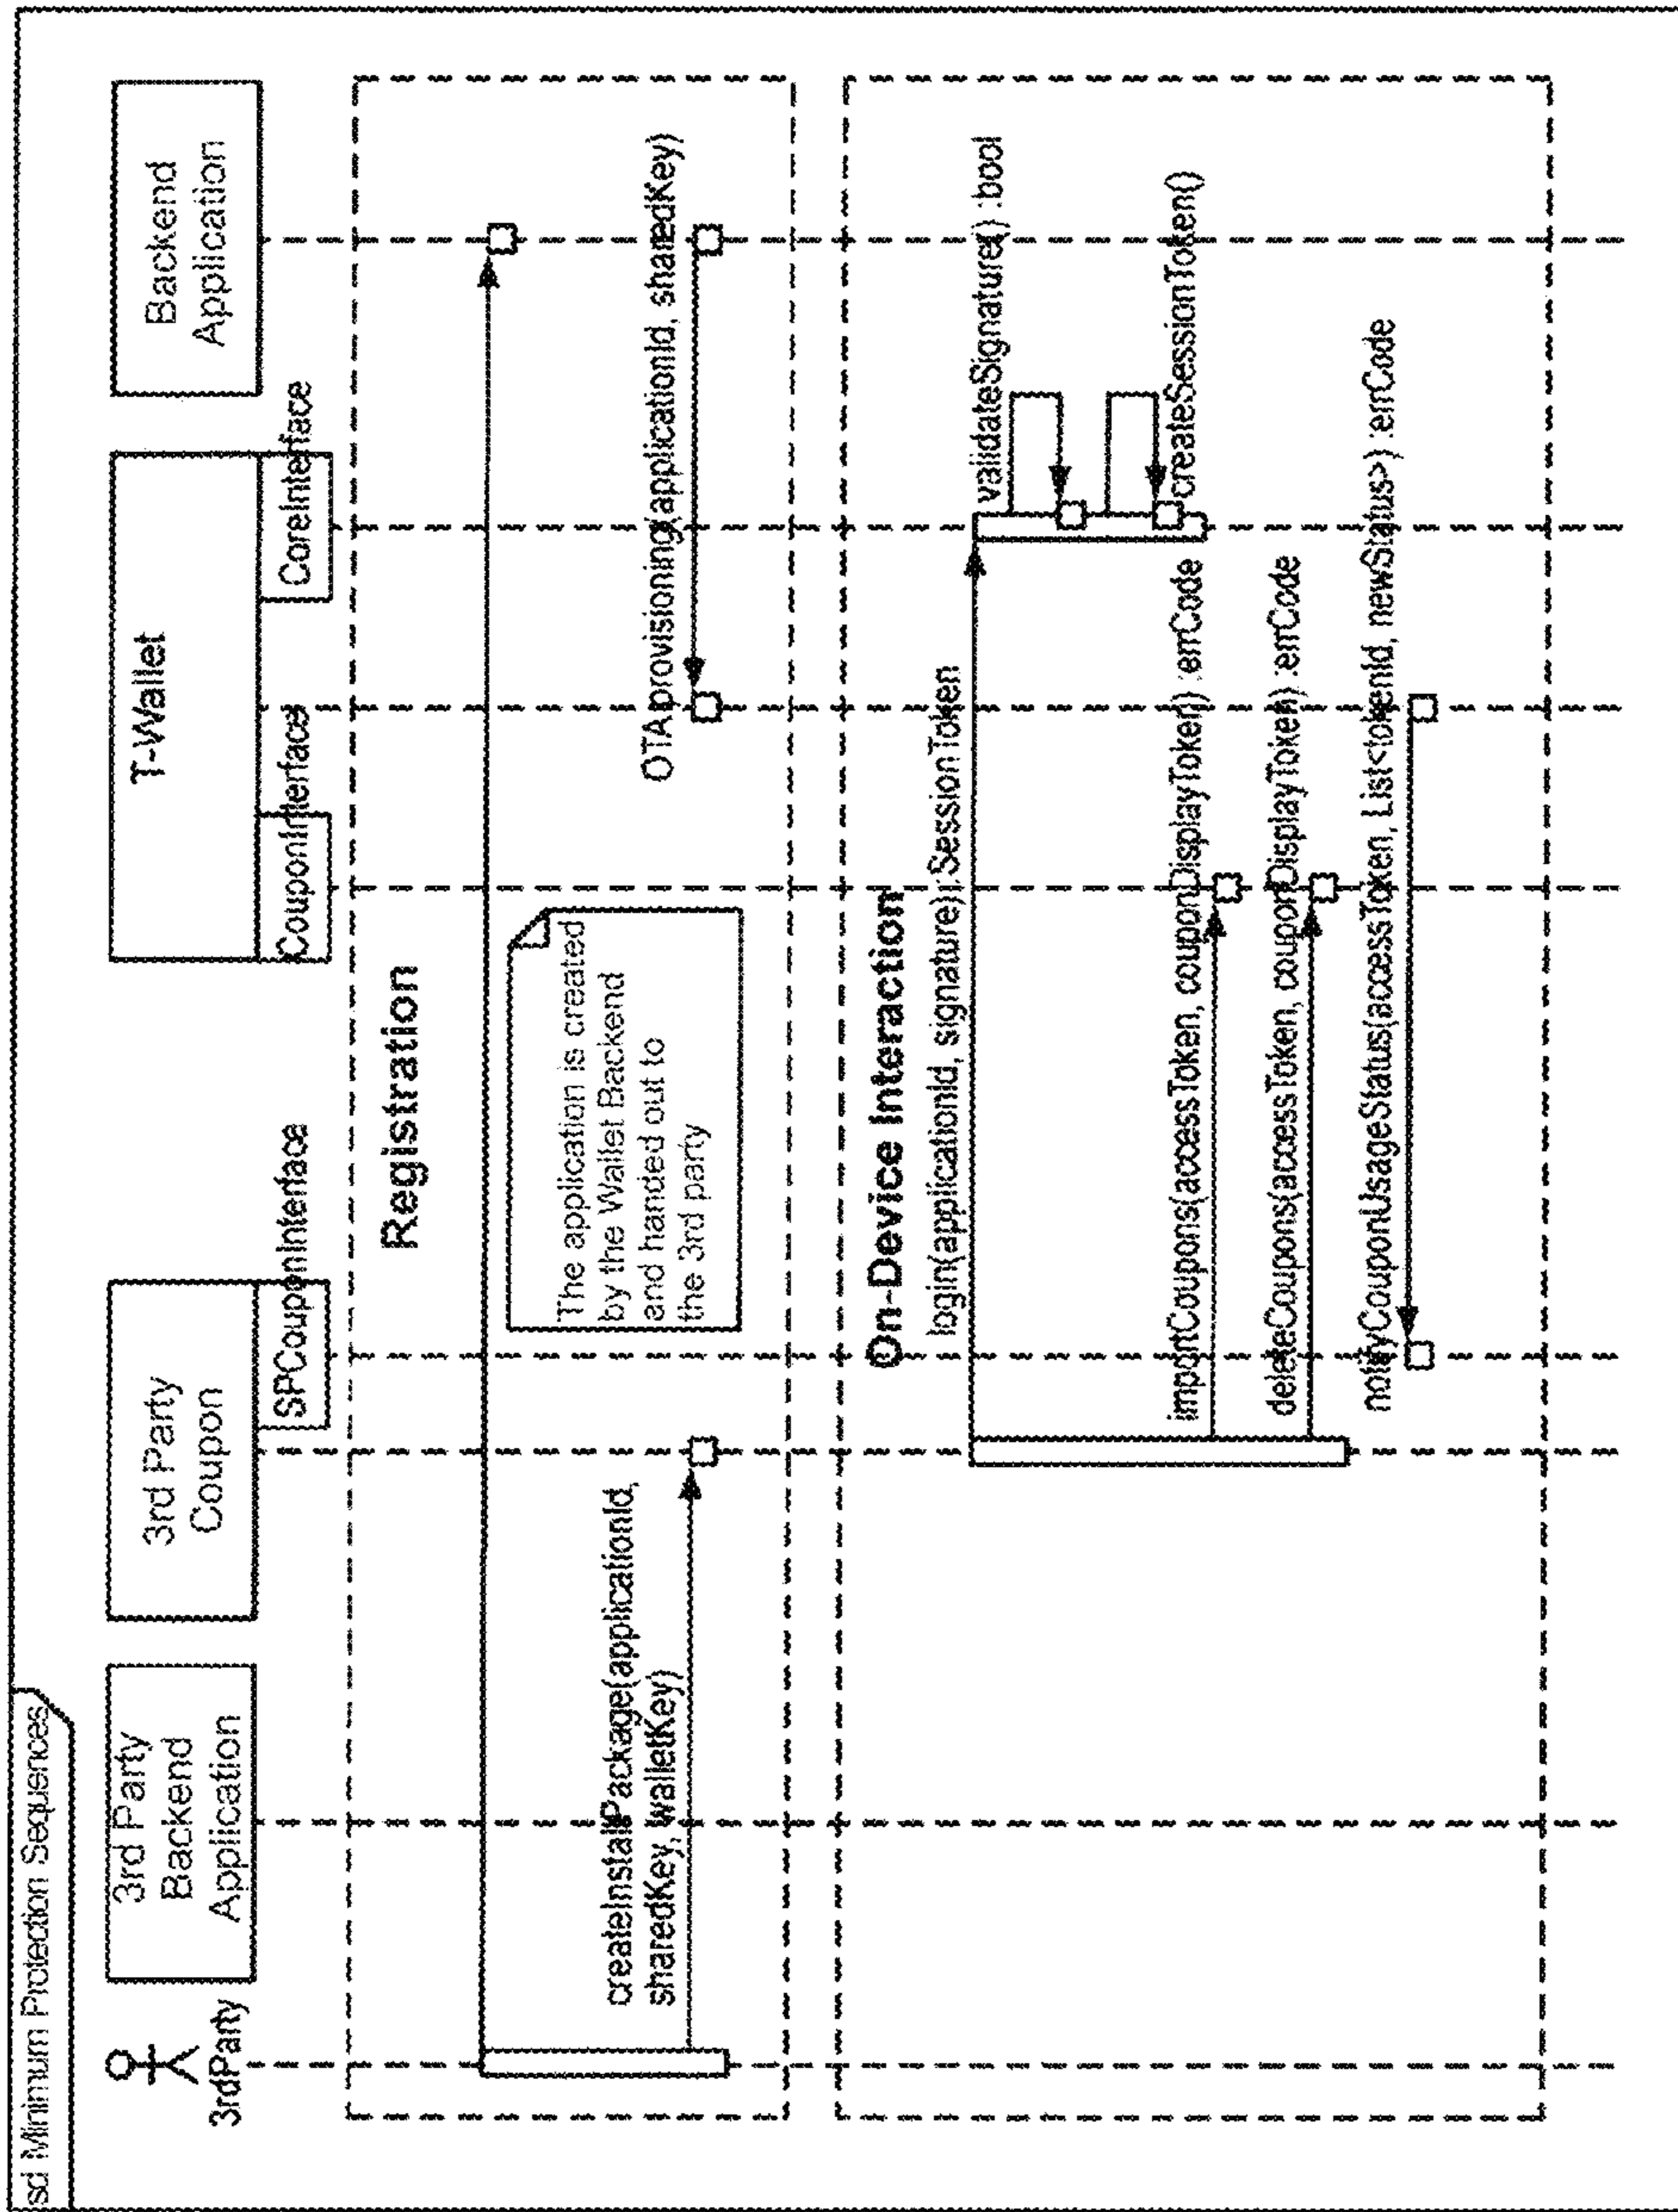 sd Minimum Protection Sequences
3rdParty
3rd Party
Backend
Application
3rd Party
Coupon
SPCouponInterface
T-Wallet
CouponInterface
CoreInterface
Backend
Application
Registration
The application is created
by the Wallet Backend
and handed out to
the 3rd party
createInstallPackage(applicationId,
sharedKey, walletKey)
OTAprovisioning(applicationId, sharedKey)
On-Device Interaction
login(applicationId, signature):SessionToken
validateSignature() :bool
createSessionToken()
importCoupons(accessToken, couponDisplayToken) :errCode
deleteCoupons(accessToken, couponDisplayToken) :errCode
notifyCouponUsageStatus(accessToken, List<tokenId, newStatus>) :errCode